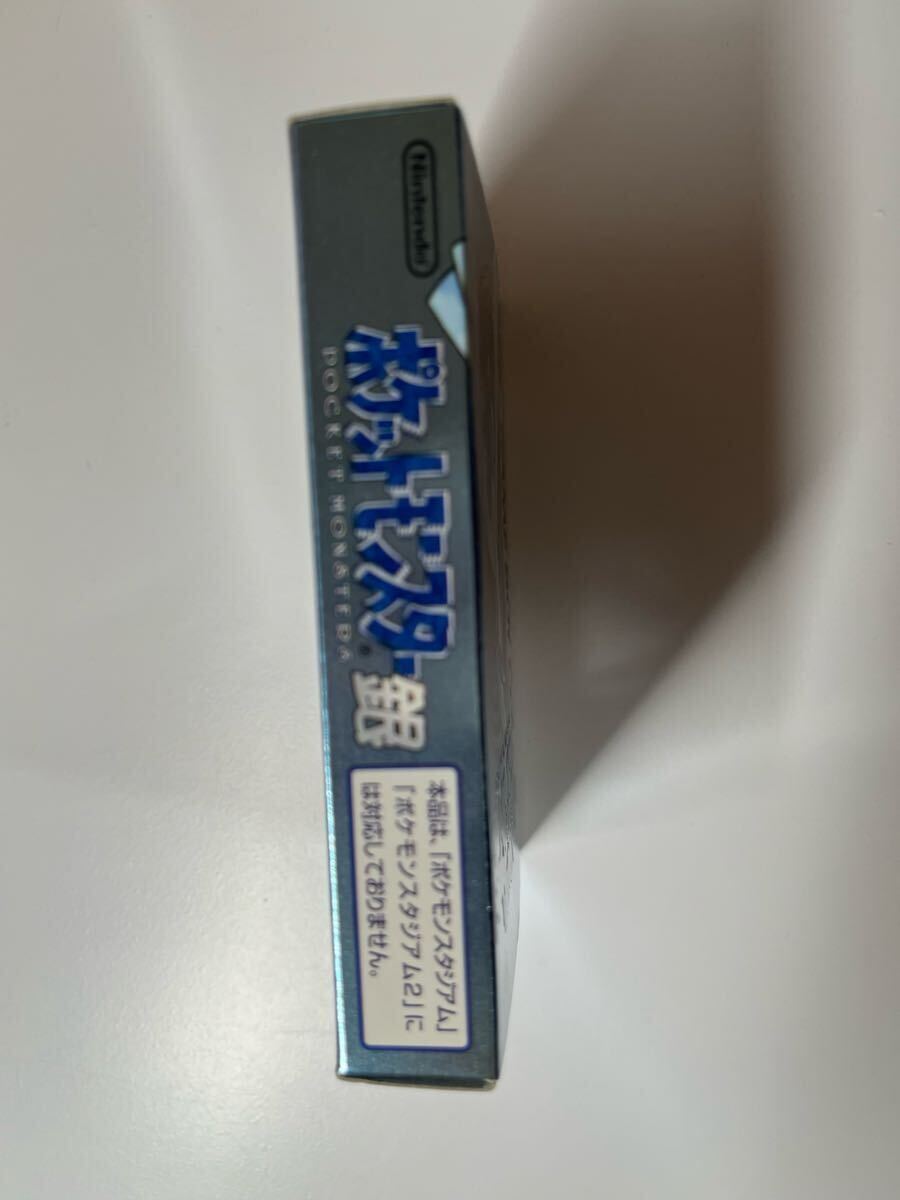 Nintendo
ポケットモンスター銀
POCKET MONSTERS
本品は、「ポケモンスタジアム」
「ポケモンスタジアム2」に
は対応しておりません。